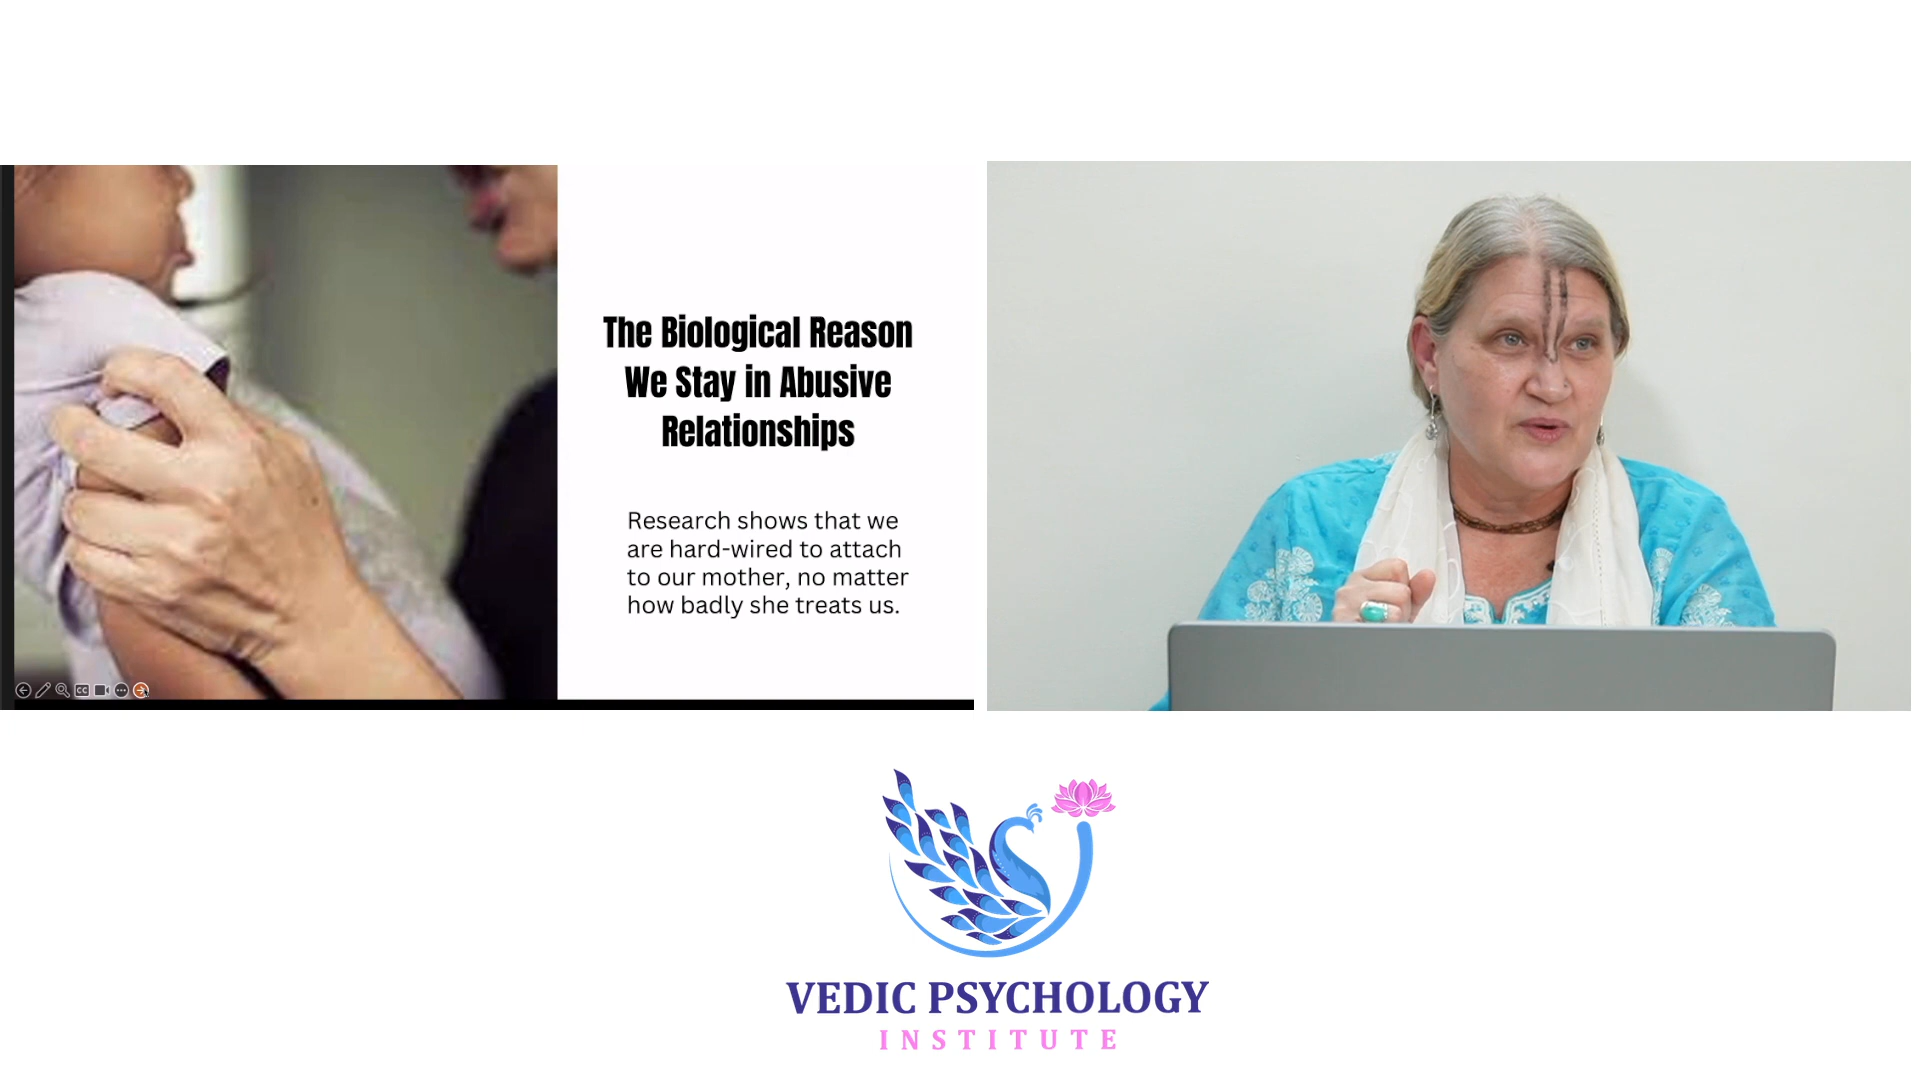 The Biological Reason
We Stay in Abusive
Relationships
Research shows that we
are hard-wired to attach
to our mother, no matter
how badly she treats us.
CC
VEDIC PSYCHOLOGY
INSTITUTE